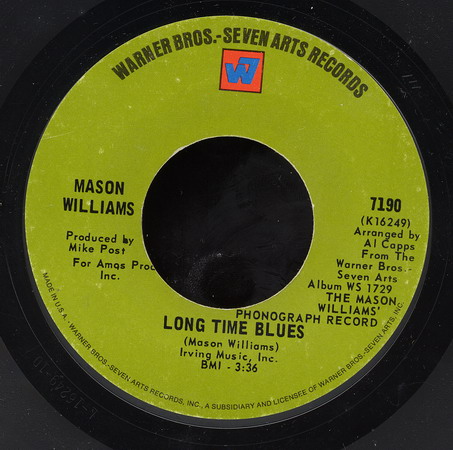 WARNER BROS.-SEVEN ARTS RECORDS
W7
MASON
WILLIAMS
Produced by
Mike Post
For Amos Prod
Inc.
7190
(K16249)
Arranged by
Al Capps
From The
Warner Bros.-
Seven Arts
Album WS 1729
THE MASON
WILLIAMS'
PHONOGRAPH RECORD
LONG TIME BLUES
(Mason Williams)
Irving Music, Inc.
BMI - 3:36
MADE IN U.S.A. · WARNER BROS.-SEVEN ARTS RECORDS, INC., A SUBSIDIARY AND LICENSEE OF WARNER BROS.-SEVEN ARTS, INC.